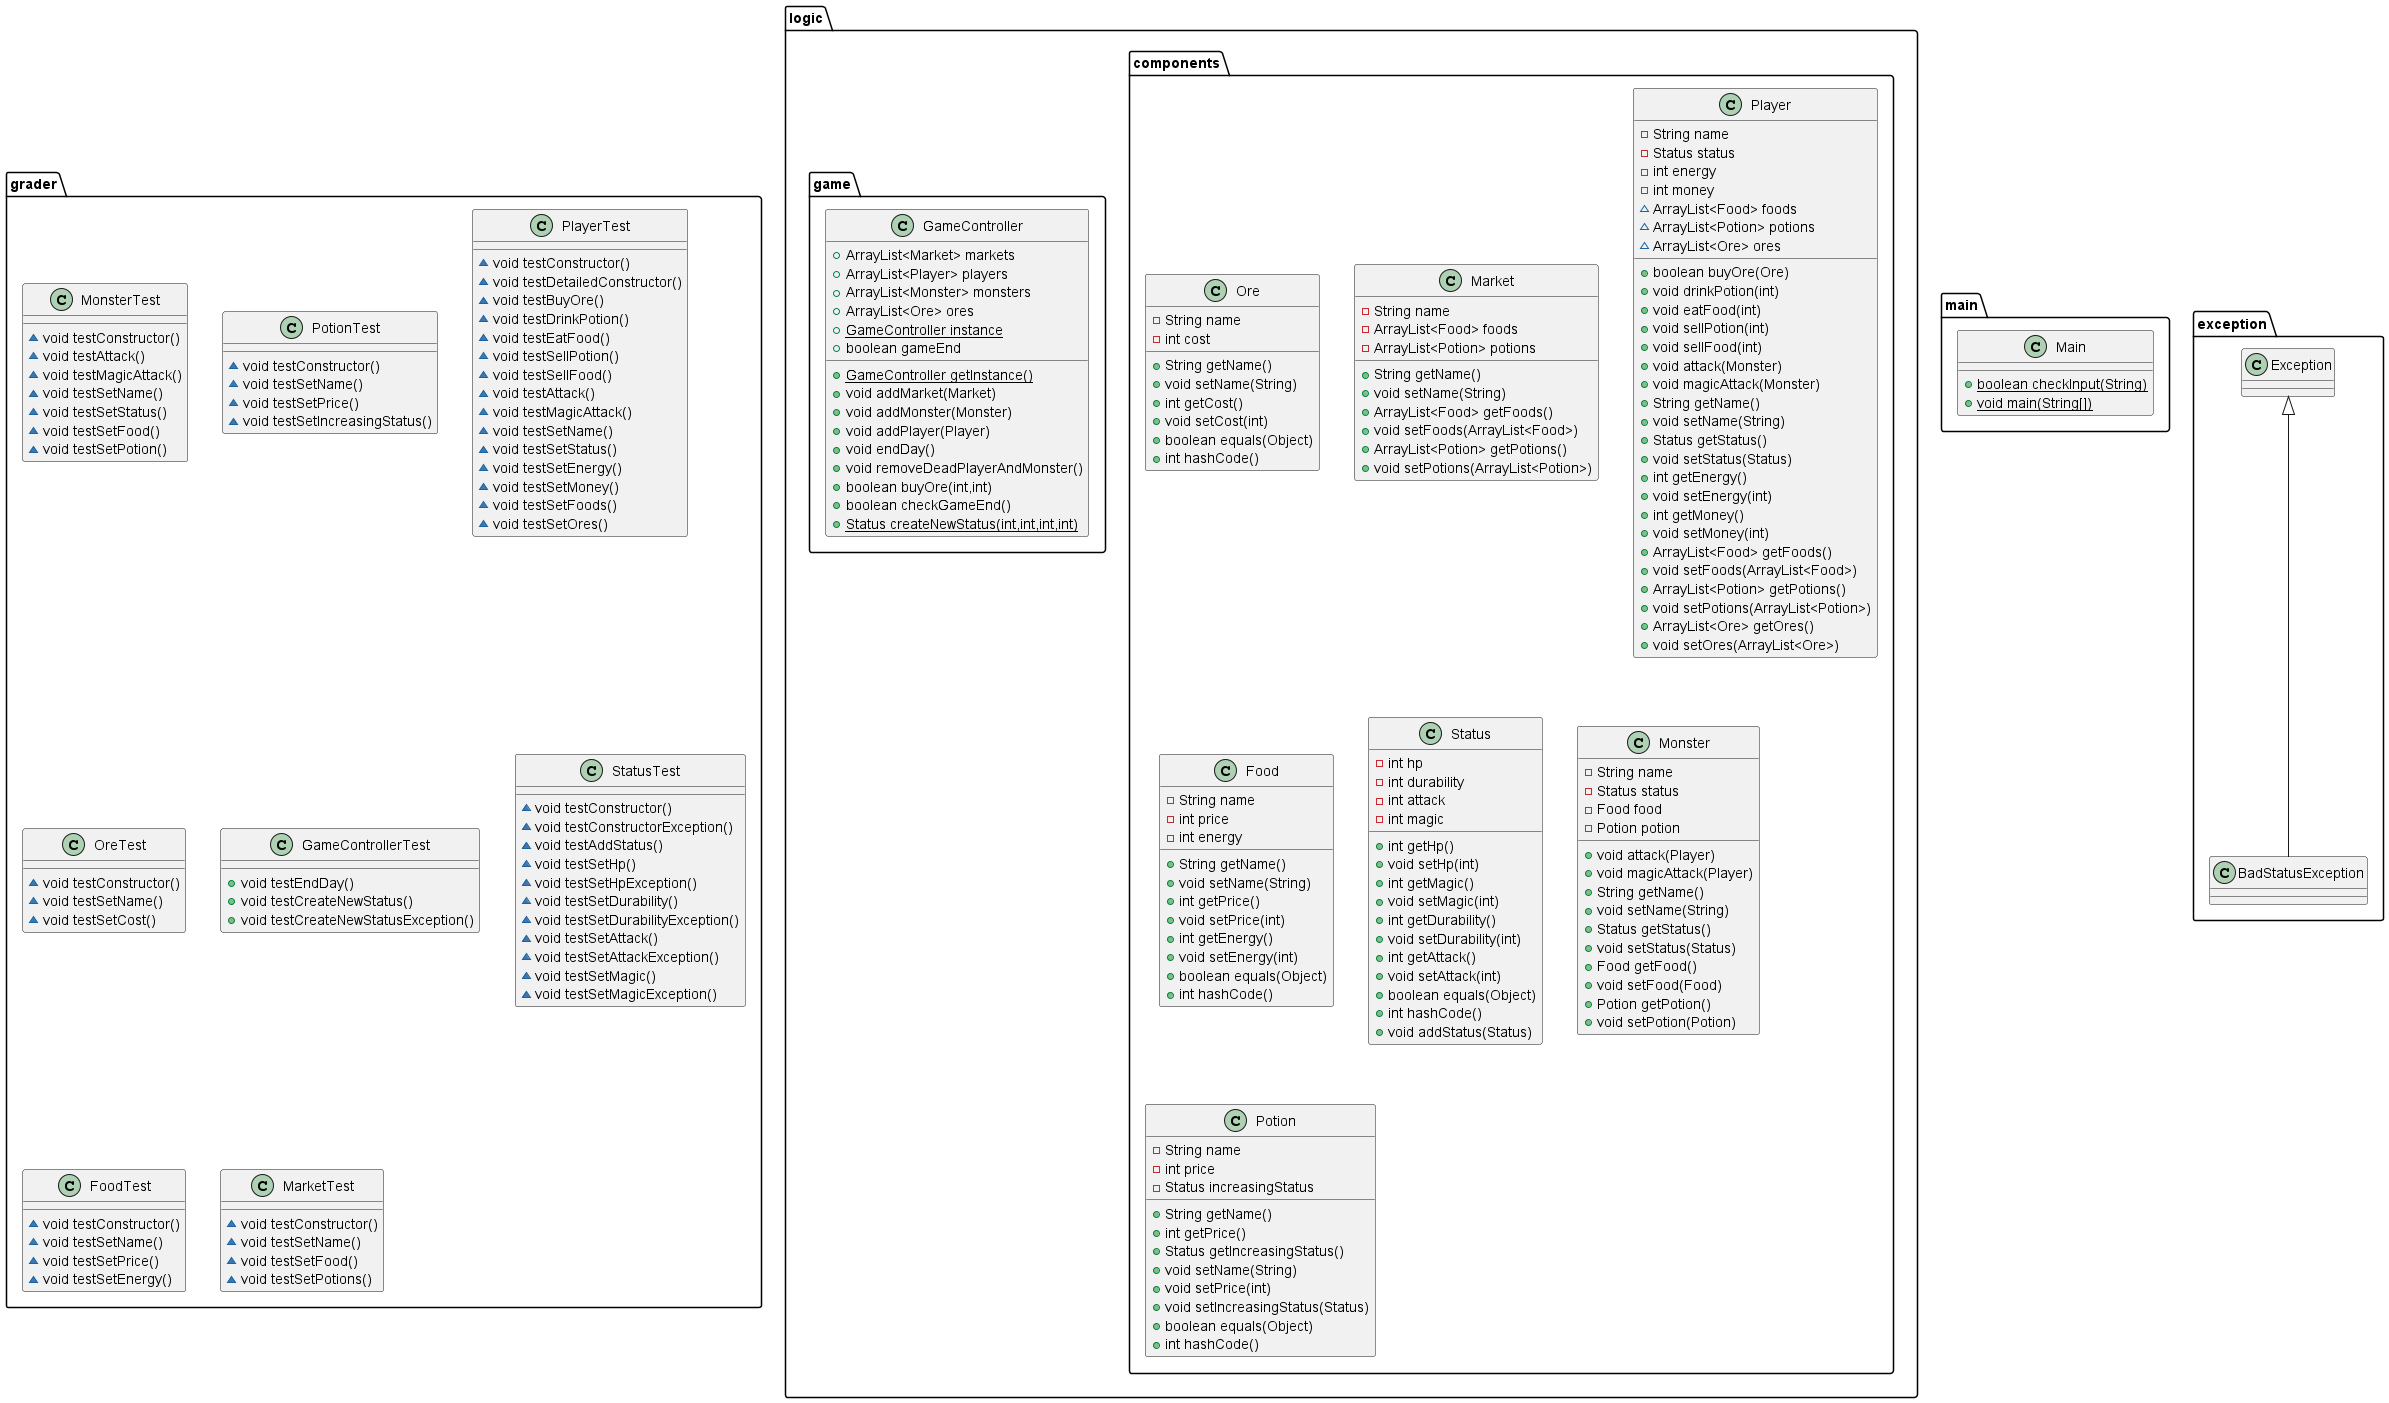 grader
MonsterTest
void testConstructor()
void testAttack()
void testMagicAttack()
void testSetName()
void testSetStatus()
void testSetFood()
void testSetPotion()
PotionTest
void testConstructor()
void testSetName()
void testSetPrice()
void testSetIncreasingStatus()
PlayerTest
void testConstructor()
void testDetailedConstructor()
void testBuyOre()
void testDrinkPotion()
void testEatFood()
void testSellPotion()
void testSellFood()
void testAttack()
void testMagicAttack()
void testSetName()
void testSetStatus()
void testSetEnergy()
void testSetMoney()
void testSetFoods()
void testSetOres()
OreTest
void testConstructor()
void testSetName()
void testSetCost()
GameControllerTest
void testEndDay()
void testCreateNewStatus()
void testCreateNewStatusException()
StatusTest
void testConstructor()
void testConstructorException()
void testAddStatus()
void testSetHp()
void testSetHpException()
void testSetDurability()
void testSetDurabilityException()
void testSetAttack()
void testSetAttackException()
void testSetMagic()
void testSetMagicException()
FoodTest
void testConstructor()
void testSetName()
void testSetPrice()
void testSetEnergy()
MarketTest
void testConstructor()
void testSetName()
void testSetFood()
void testSetPotions()
logic
game
GameController
ArrayList<Market> markets
ArrayList<Player> players
ArrayList<Monster> monsters
ArrayList<Ore> ores
GameController instance
boolean gameEnd
GameController getInstance()
void addMarket(Market)
void addMonster(Monster)
void addPlayer(Player)
void endDay()
void removeDeadPlayerAndMonster()
boolean buyOre(int,int)
boolean checkGameEnd()
Status createNewStatus(int,int,int,int)
components
Ore
String name
int cost
String getName()
void setName(String)
int getCost()
void setCost(int)
boolean equals(Object)
int hashCode()
Market
String name
ArrayList<Food> foods
ArrayList<Potion> potions
String getName()
void setName(String)
ArrayList<Food> getFoods()
void setFoods(ArrayList<Food>)
ArrayList<Potion> getPotions()
void setPotions(ArrayList<Potion>)
Player
String name
Status status
int energy
int money
ArrayList<Food> foods
ArrayList<Potion> potions
ArrayList<Ore> ores
boolean buyOre(Ore)
void drinkPotion(int)
void eatFood(int)
void sellPotion(int)
void sellFood(int)
void attack(Monster)
void magicAttack(Monster)
String getName()
void setName(String)
Status getStatus()
void setStatus(Status)
int getEnergy()
void setEnergy(int)
int getMoney()
void setMoney(int)
ArrayList<Food> getFoods()
void setFoods(ArrayList<Food>)
ArrayList<Potion> getPotions()
void setPotions(ArrayList<Potion>)
ArrayList<Ore> getOres()
void setOres(ArrayList<Ore>)
Food
String name
int price
int energy
String getName()
void setName(String)
int getPrice()
void setPrice(int)
int getEnergy()
void setEnergy(int)
boolean equals(Object)
int hashCode()
Status
int hp
int durability
int attack
int magic
int getHp()
void setHp(int)
int getMagic()
void setMagic(int)
int getDurability()
void setDurability(int)
int getAttack()
void setAttack(int)
boolean equals(Object)
int hashCode()
void addStatus(Status)
Monster
String name
Status status
Food food
Potion potion
void attack(Player)
void magicAttack(Player)
String getName()
void setName(String)
Status getStatus()
void setStatus(Status)
Food getFood()
void setFood(Food)
Potion getPotion()
void setPotion(Potion)
Potion
String name
int price
Status increasingStatus
String getName()
int getPrice()
Status getIncreasingStatus()
void setName(String)
void setPrice(int)
void setIncreasingStatus(Status)
boolean equals(Object)
int hashCode()
main
Main
boolean checkInput(String)
void main(String[])
exception
Exception
BadStatusException